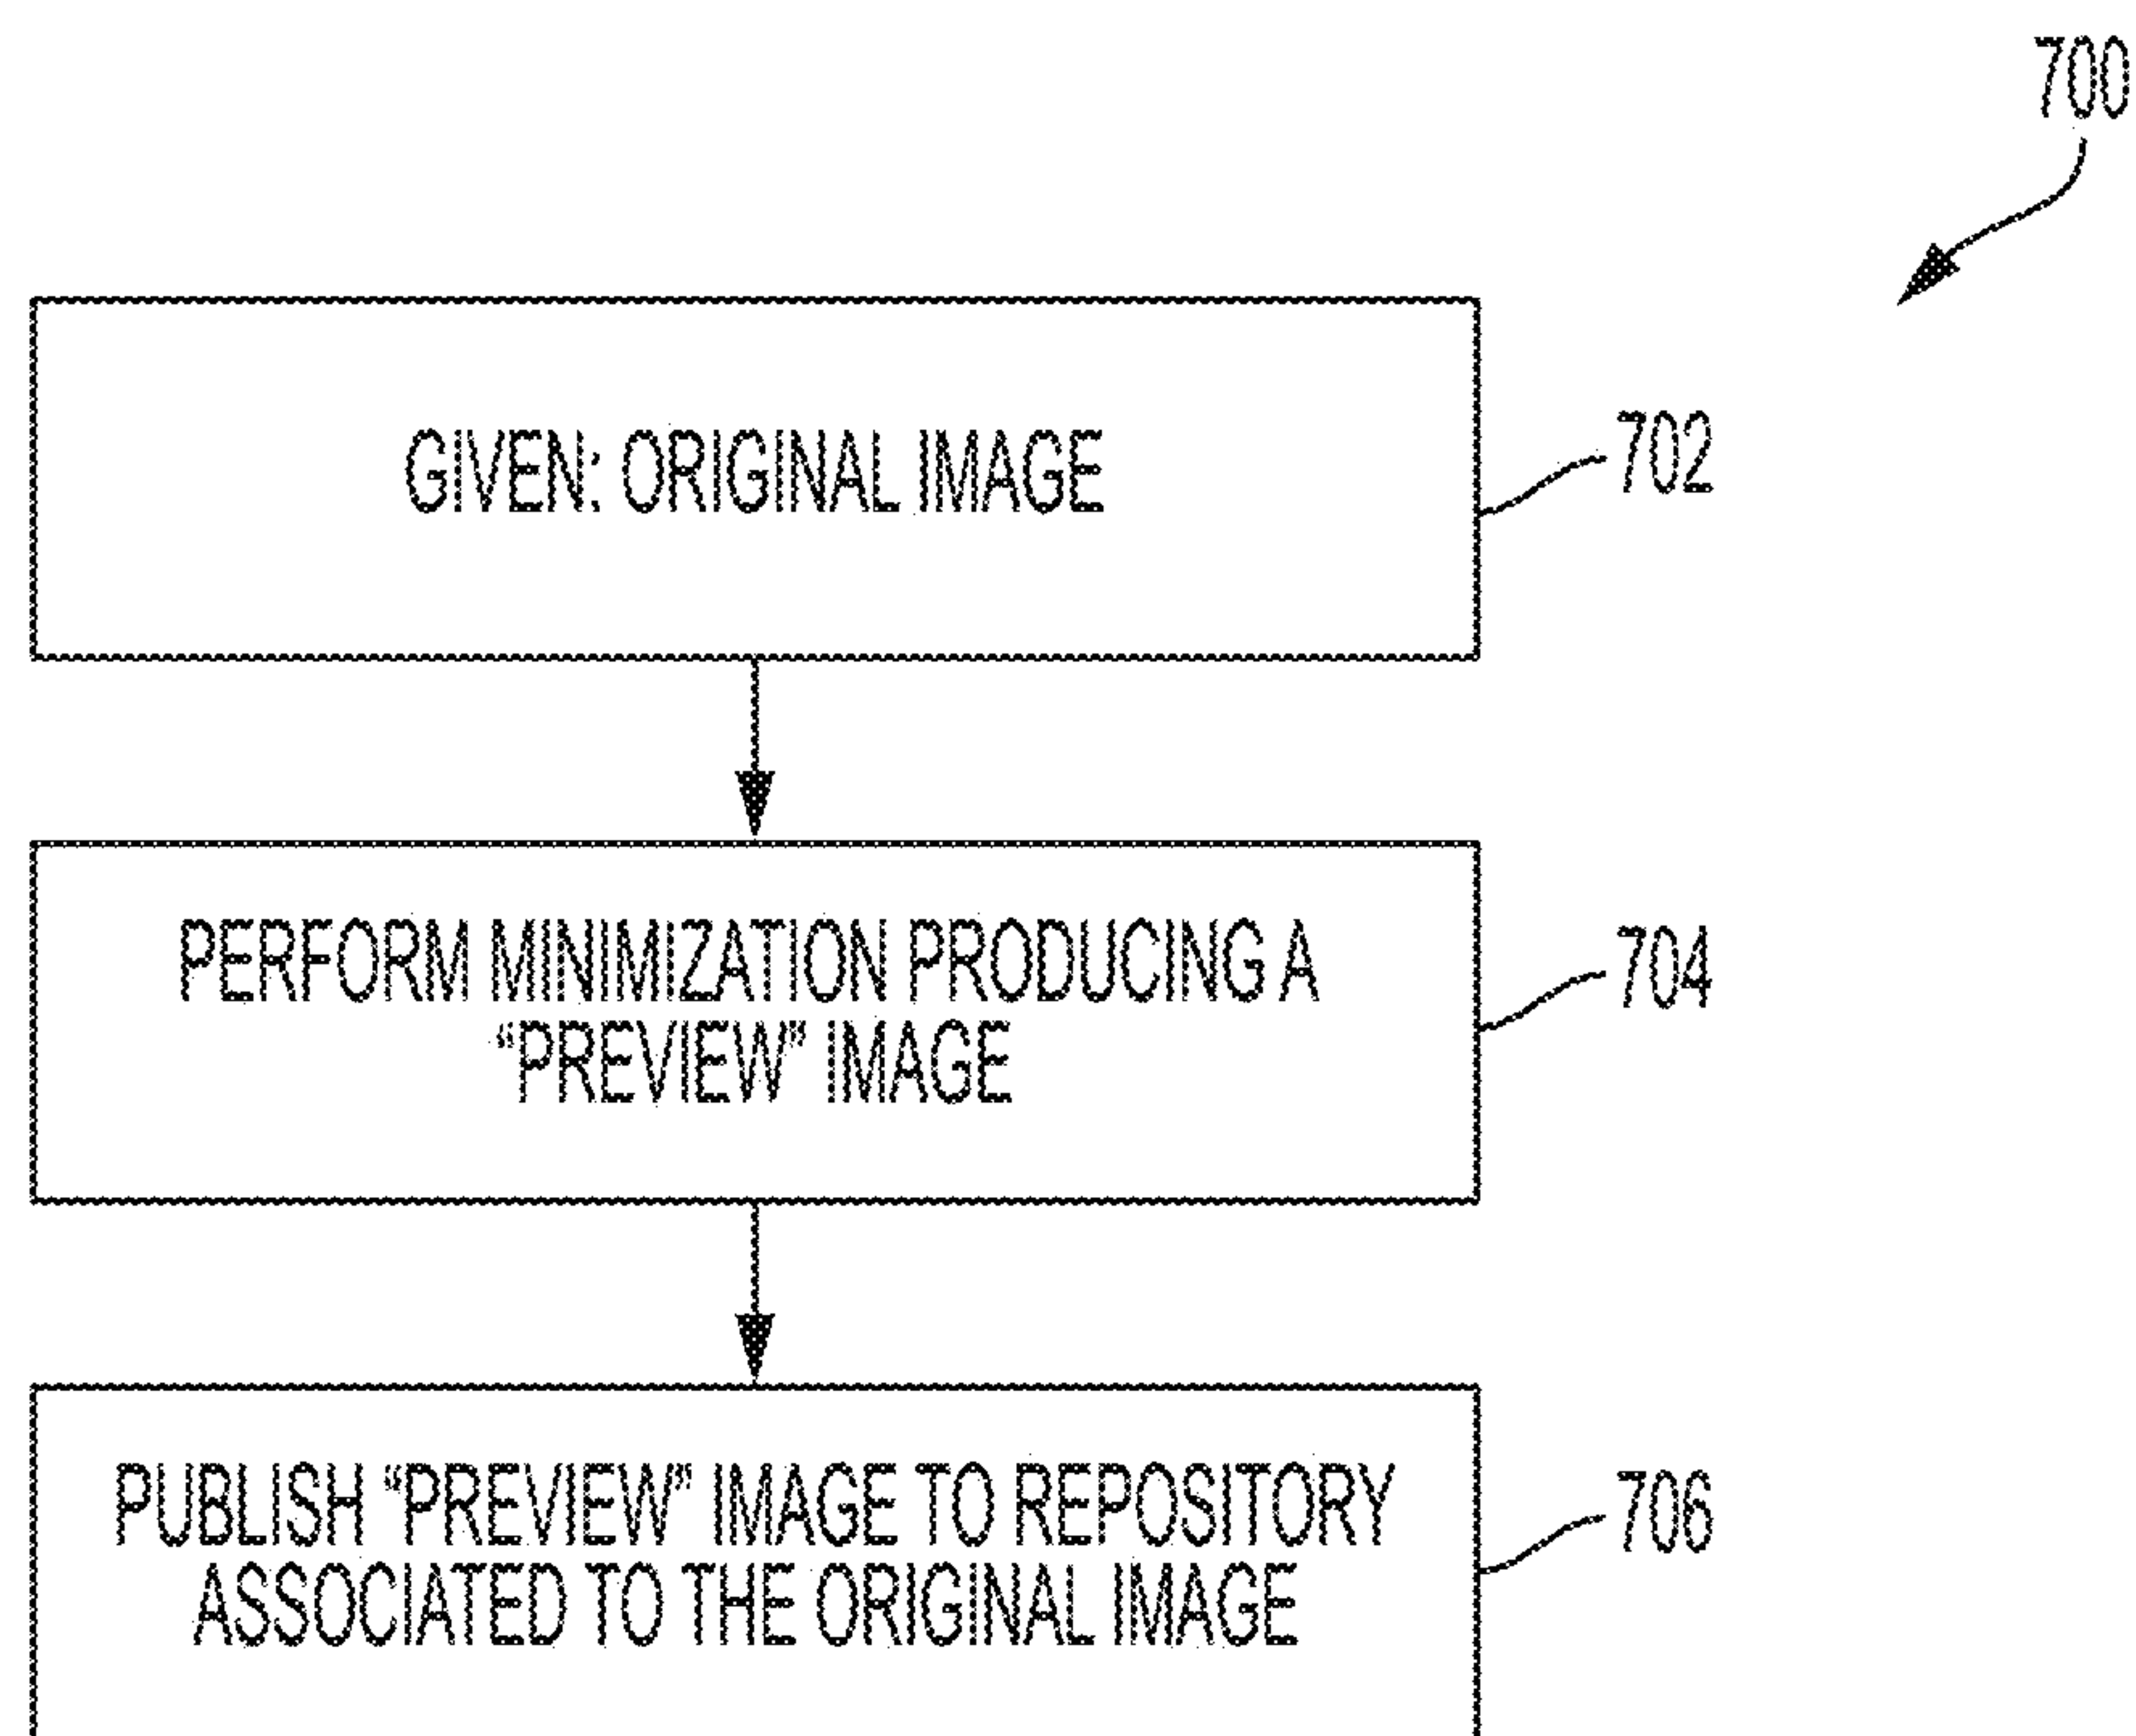 700
GIVEN: ORIGINAL IMAGE
702
PERFORM MINIMIZATION PRODUCING A
"PREVIEW" IMAGE
704
PUBLISH "PREVIEW" IMAGE TO REPOSITORY
ASSOCIATED TO THE ORIGINAL IMAGE
706